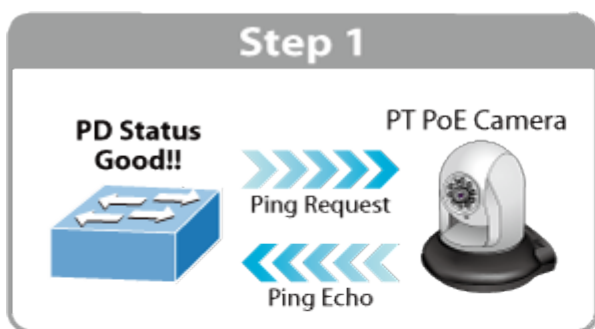 Step 1
PD Status
Good!!
PT PoE Camera
Ping Request
Ping Echo